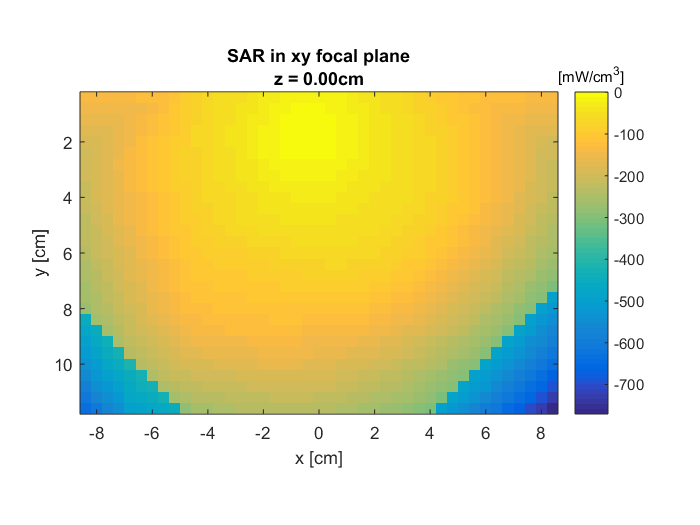 SAR in xy focal plane
z = 0.00cm
[mW/cm³]
0
-100
-200
-300
-400
-500
-600
-700
y [cm]
2
4
6
8
10
-8 -6 -4 -2 0 2 4 6 8
x [cm]